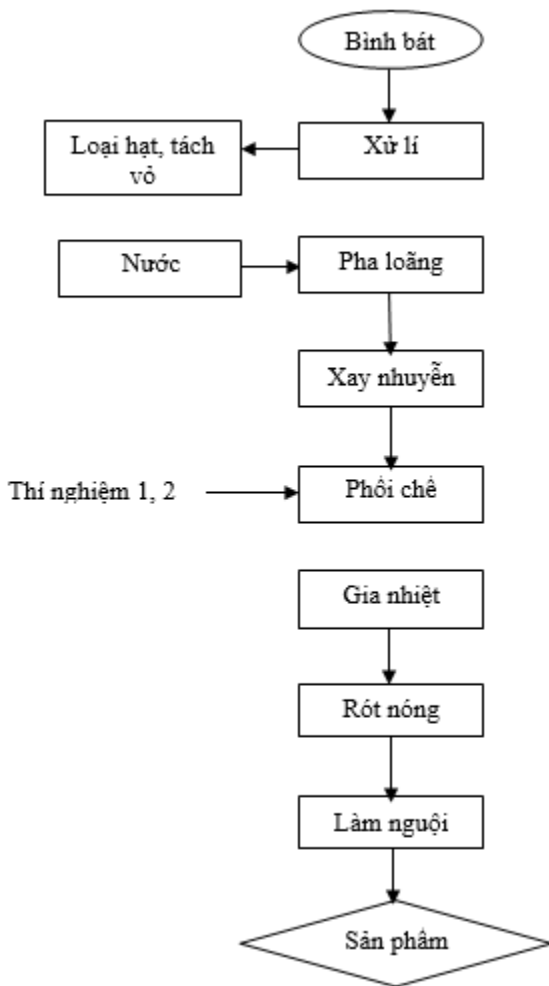 Bình bát
Xử lí
Loại hạt, tách
vỏ
Nước
Pha loãng
Xay nhuyễn
Thí nghiệm 1, 2
Phối chế
Gia nhiệt
Rót nóng
Làm nguội
Sản phẩm